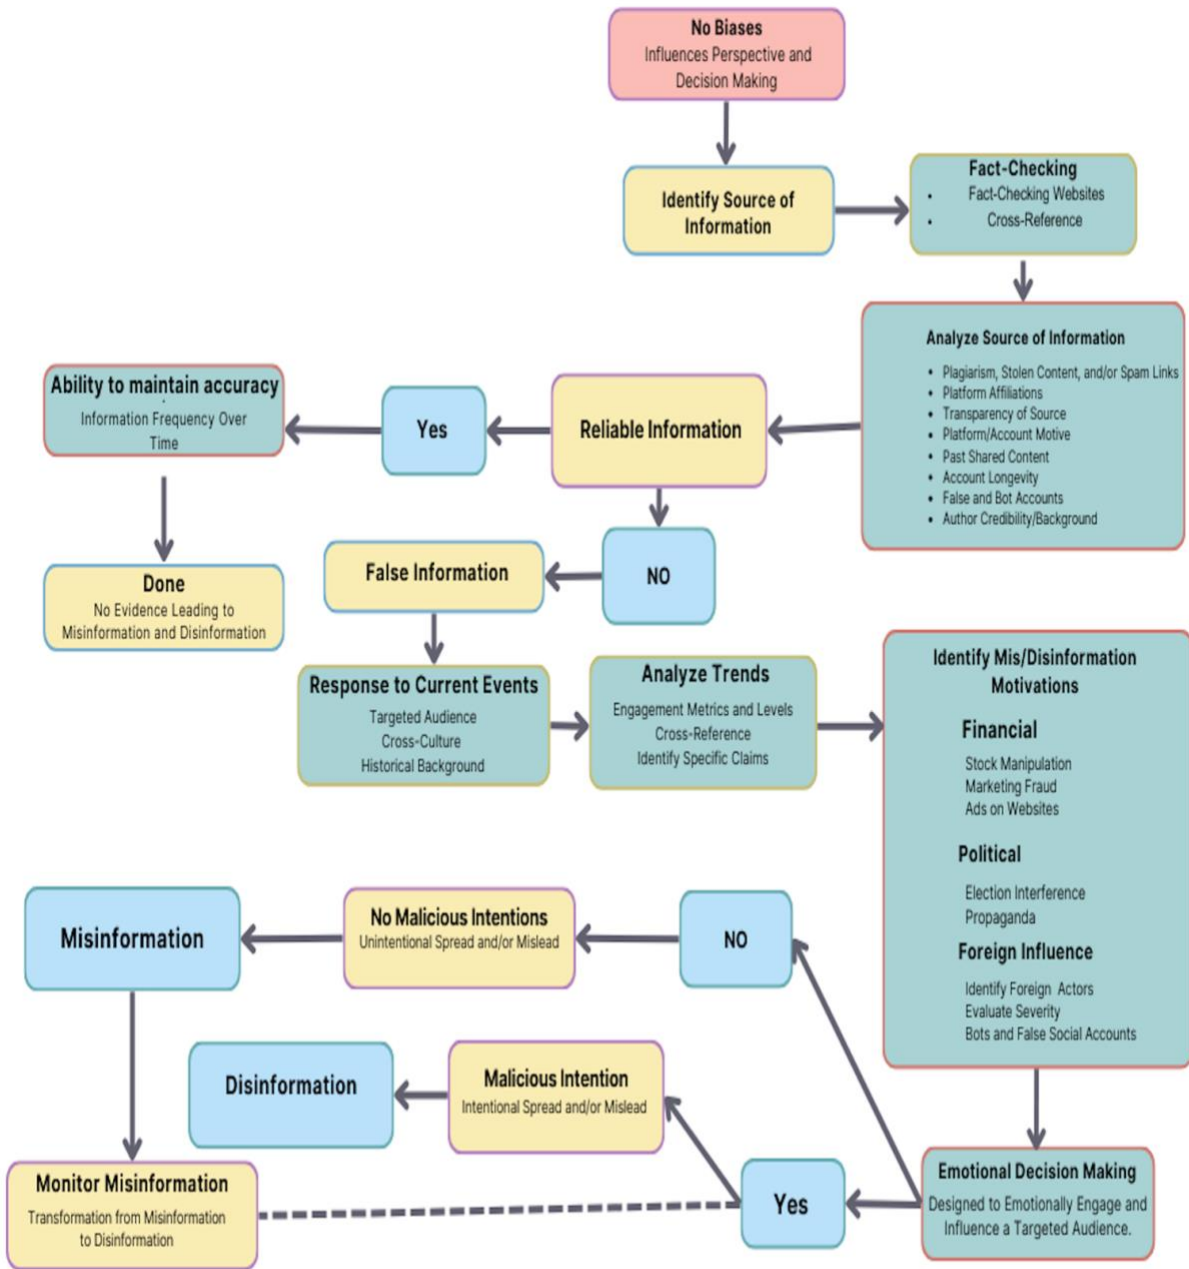 No Biases
Influences Perspective and
Decision Making
Identify Source of
Information
Fact-Checking
• Fact-Checking Websites
• Cross-Reference
Analyze Source of Information
• Plagiarism, Stolen Content, and/or Spam Links
• Platform Affiliations
• Transparency of Source
• Platform/Account Motive
• Past Shared Content
• Account Longevity
• False and Bot Accounts
• Author Credibility/Background
Reliable Information
Yes
Ability to maintain accuracy
Information Frequency Over
Time
Done
No Evidence Leading to
Misinformation and Disinformation
NO
False Information
Response to Current Events
Targeted Audience
Cross-Culture
Historical Background
Analyze Trends
Engagement Metrics and Levels
Cross-Reference
Identify Specific Claims
Identify Mis/Disinformation
Motivations
Financial
Stock Manipulation
Marketing Fraud
Ads on Websites
Political
Election Interference
Propaganda
Foreign Influence
Identify Foreign Actors
Evaluate Severity
Bots and False Social Accounts
Emotional Decision Making
Designed to Emotionally Engage and
Influence a Targeted Audience.
NO
No Malicious Intentions
Unintentional Spread and/or Mislead
Misinformation
Yes
Malicious Intention
Intentional Spread and/or Mislead
Disinformation
Monitor Misinformation
Transformation from Misinformation
to Disinformation